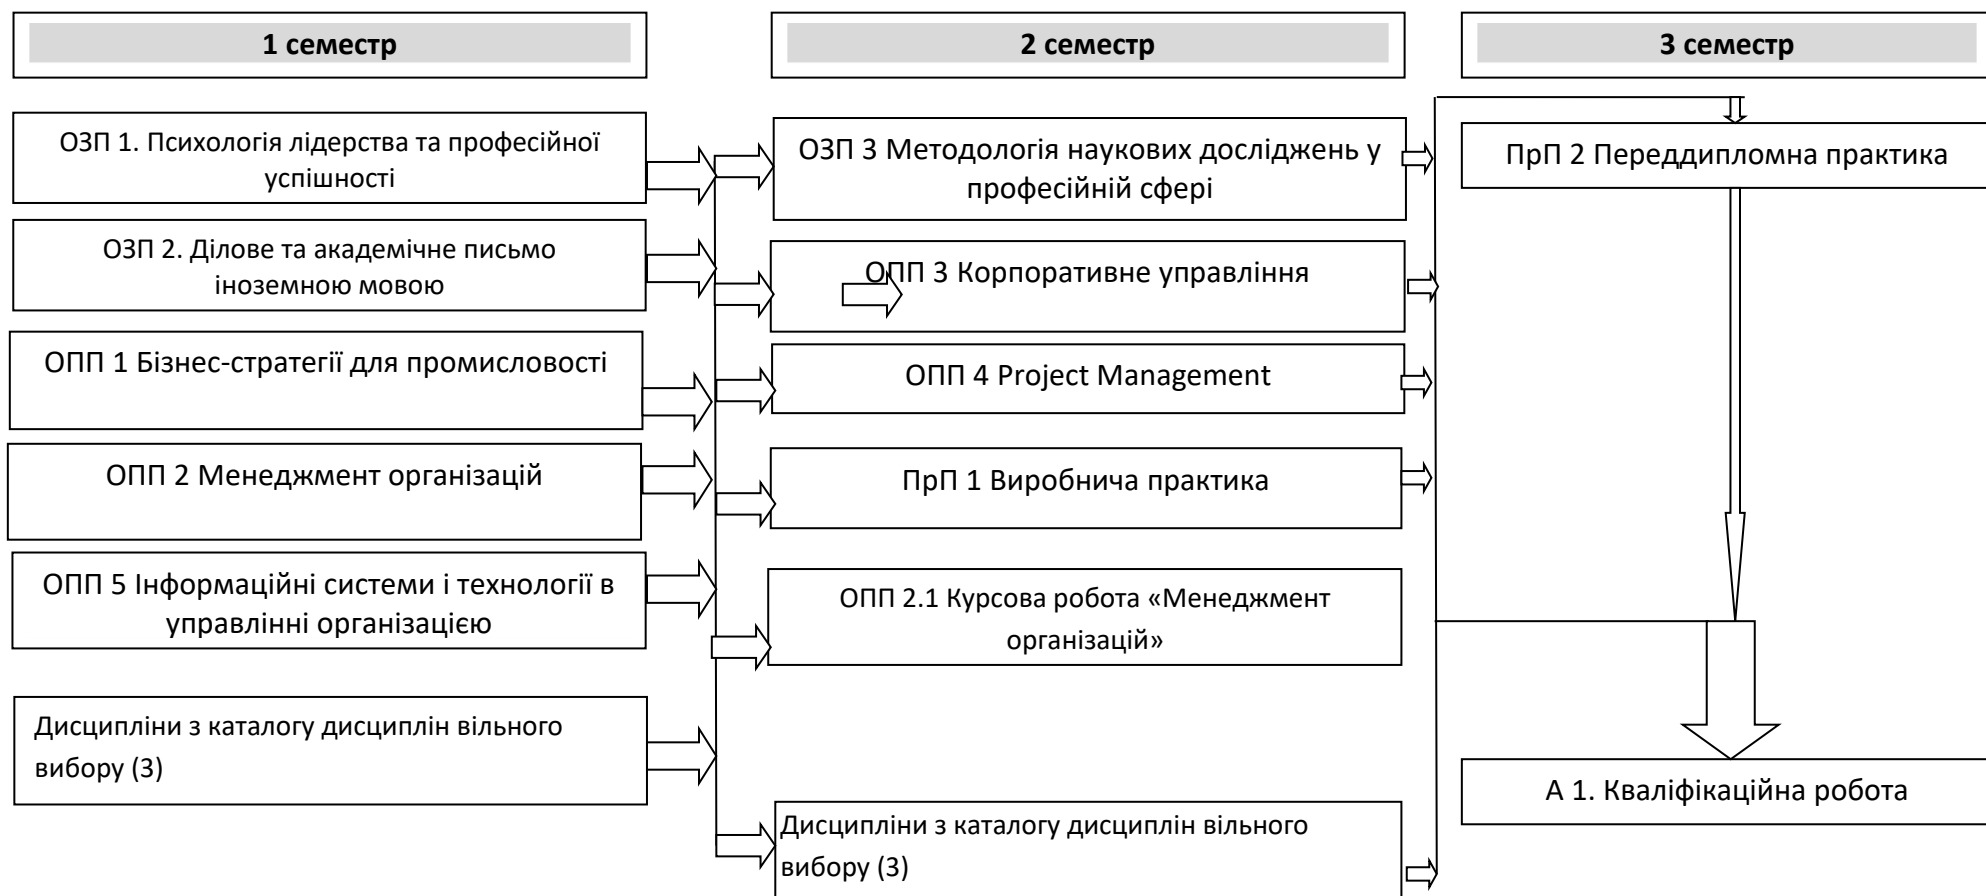 1 семестр
2 семестр
3 семестр
ОЗП 1. Психологія лідерства та професійної
успішності
ОЗП 2. Ділове та академічне письмо
іноземною мовою
ОПП 1 Бізнес-стратегії для промисловості
ОПП 2 Менеджмент організацій
ОПП 5 Інформаційні системи і технології в
управлінні організацією
Дисципліни з каталогу дисциплін вільного
вибору (3)
ОЗП 3 Методологія наукових досліджень у
професійній сфері
ОПП 3 Корпоративне управління
ОПП 4 Project Management
ПрП 1 Виробнича практика
ОПП 2.1 Курсова робота «Менеджмент
організацій»
Дисципліни з каталогу дисциплін вільного
вибору (3)
ПрП 2 Переддипломна практика
А 1. Кваліфікаційна робота